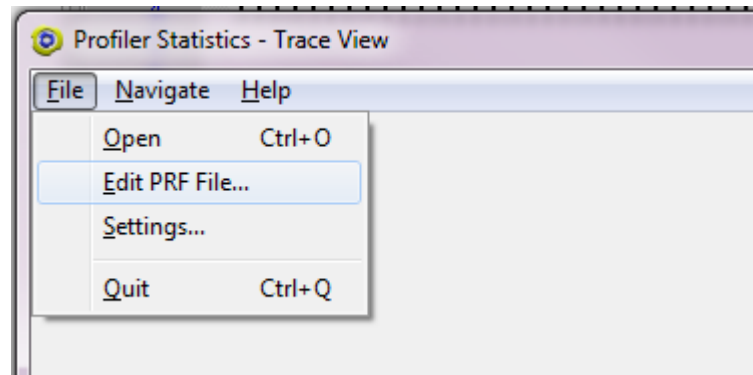 Profiler Statistics - Trace View
File Navigate Help
Open Ctrl+O
Edit PRF File...
Settings...
Quit Ctrl+Q